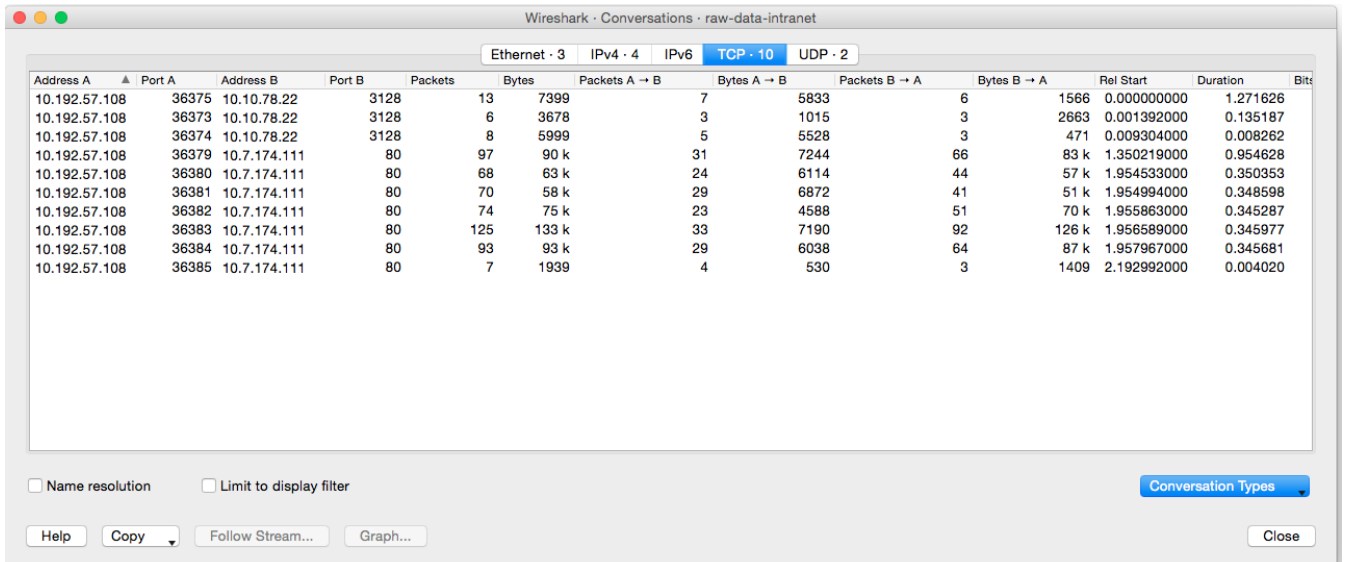 Wireshark · Conversations · raw-data-intranet
Ethernet · 3 IPv4 · 4 IPv6 TCP · 10 UDP · 2
Address A Port A Address B Port B Packets Bytes Packets A → B Bytes A → B Packets B → A Bytes B → A Rel Start Duration Bits
10.192.57.108 36375 10.10.78.22 3128 13 7399 7 5833 6 1566 0.000000000 1.271626
10.192.57.108 36373 10.10.78.22 3128 6 3678 3 1015 3 2663 0.001392000 0.135187
10.192.57.108 36374 10.10.78.22 3128 8 5999 5 5528 3 471 0.009304000 0.008262
10.192.57.108 36379 10.7.174.111 80 97 90 k 31 7244 66 83 k 1.350219000 0.954628
10.192.57.108 36380 10.7.174.111 80 68 63 k 24 6114 44 57 k 1.954533000 0.350353
10.192.57.108 36381 10.7.174.111 80 70 58 k 29 6872 41 51 k 1.954994000 0.348598
10.192.57.108 36382 10.7.174.111 80 74 75 k 23 4588 51 70 k 1.955863000 0.345287
10.192.57.108 36383 10.7.174.111 80 125 133 k 33 7190 92 126 k 1.956589000 0.345977
10.192.57.108 36384 10.7.174.111 80 93 93 k 29 6038 64 87 k 1.957967000 0.345681
10.192.57.108 36385 10.7.174.111 80 7 1939 4 530 3 1409 2.192992000 0.004020
Name resolution Limit to display filter Conversation Types
Help Copy Follow Stream... Graph... Close